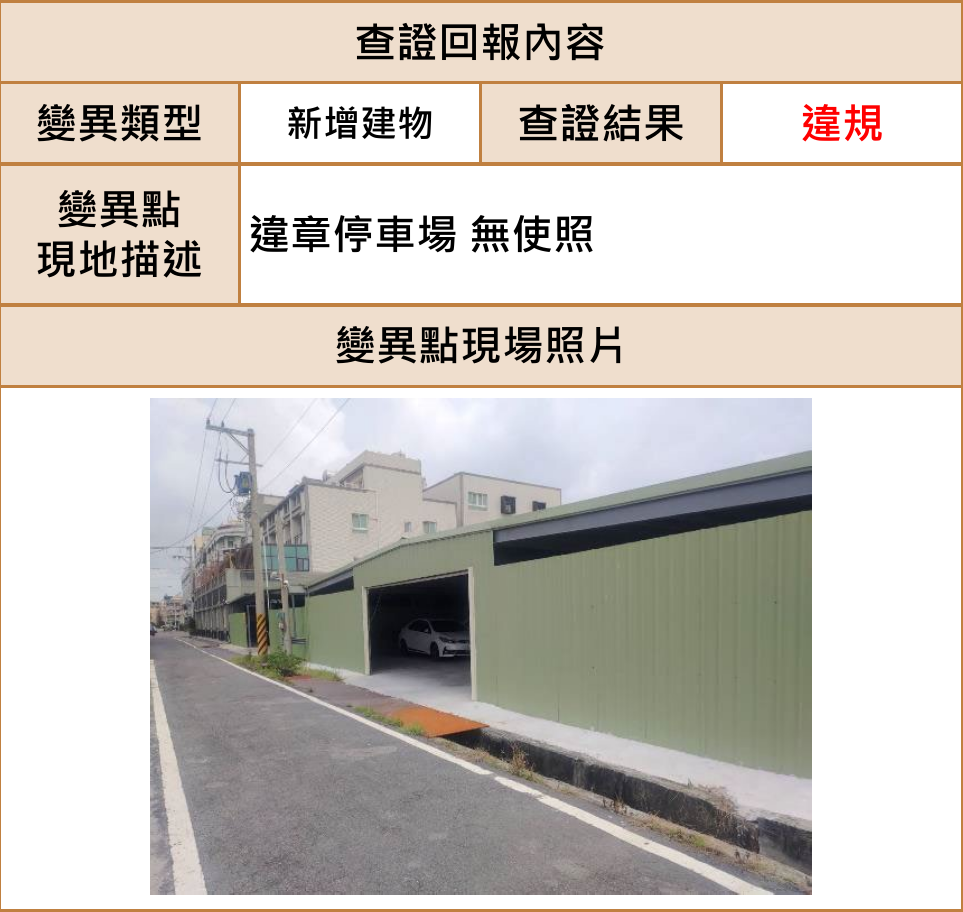 查證回報內容
變異類型 新增建物 查證結果 違規
變異點
現地描述
違章停車場 無使照
變異點現場照片